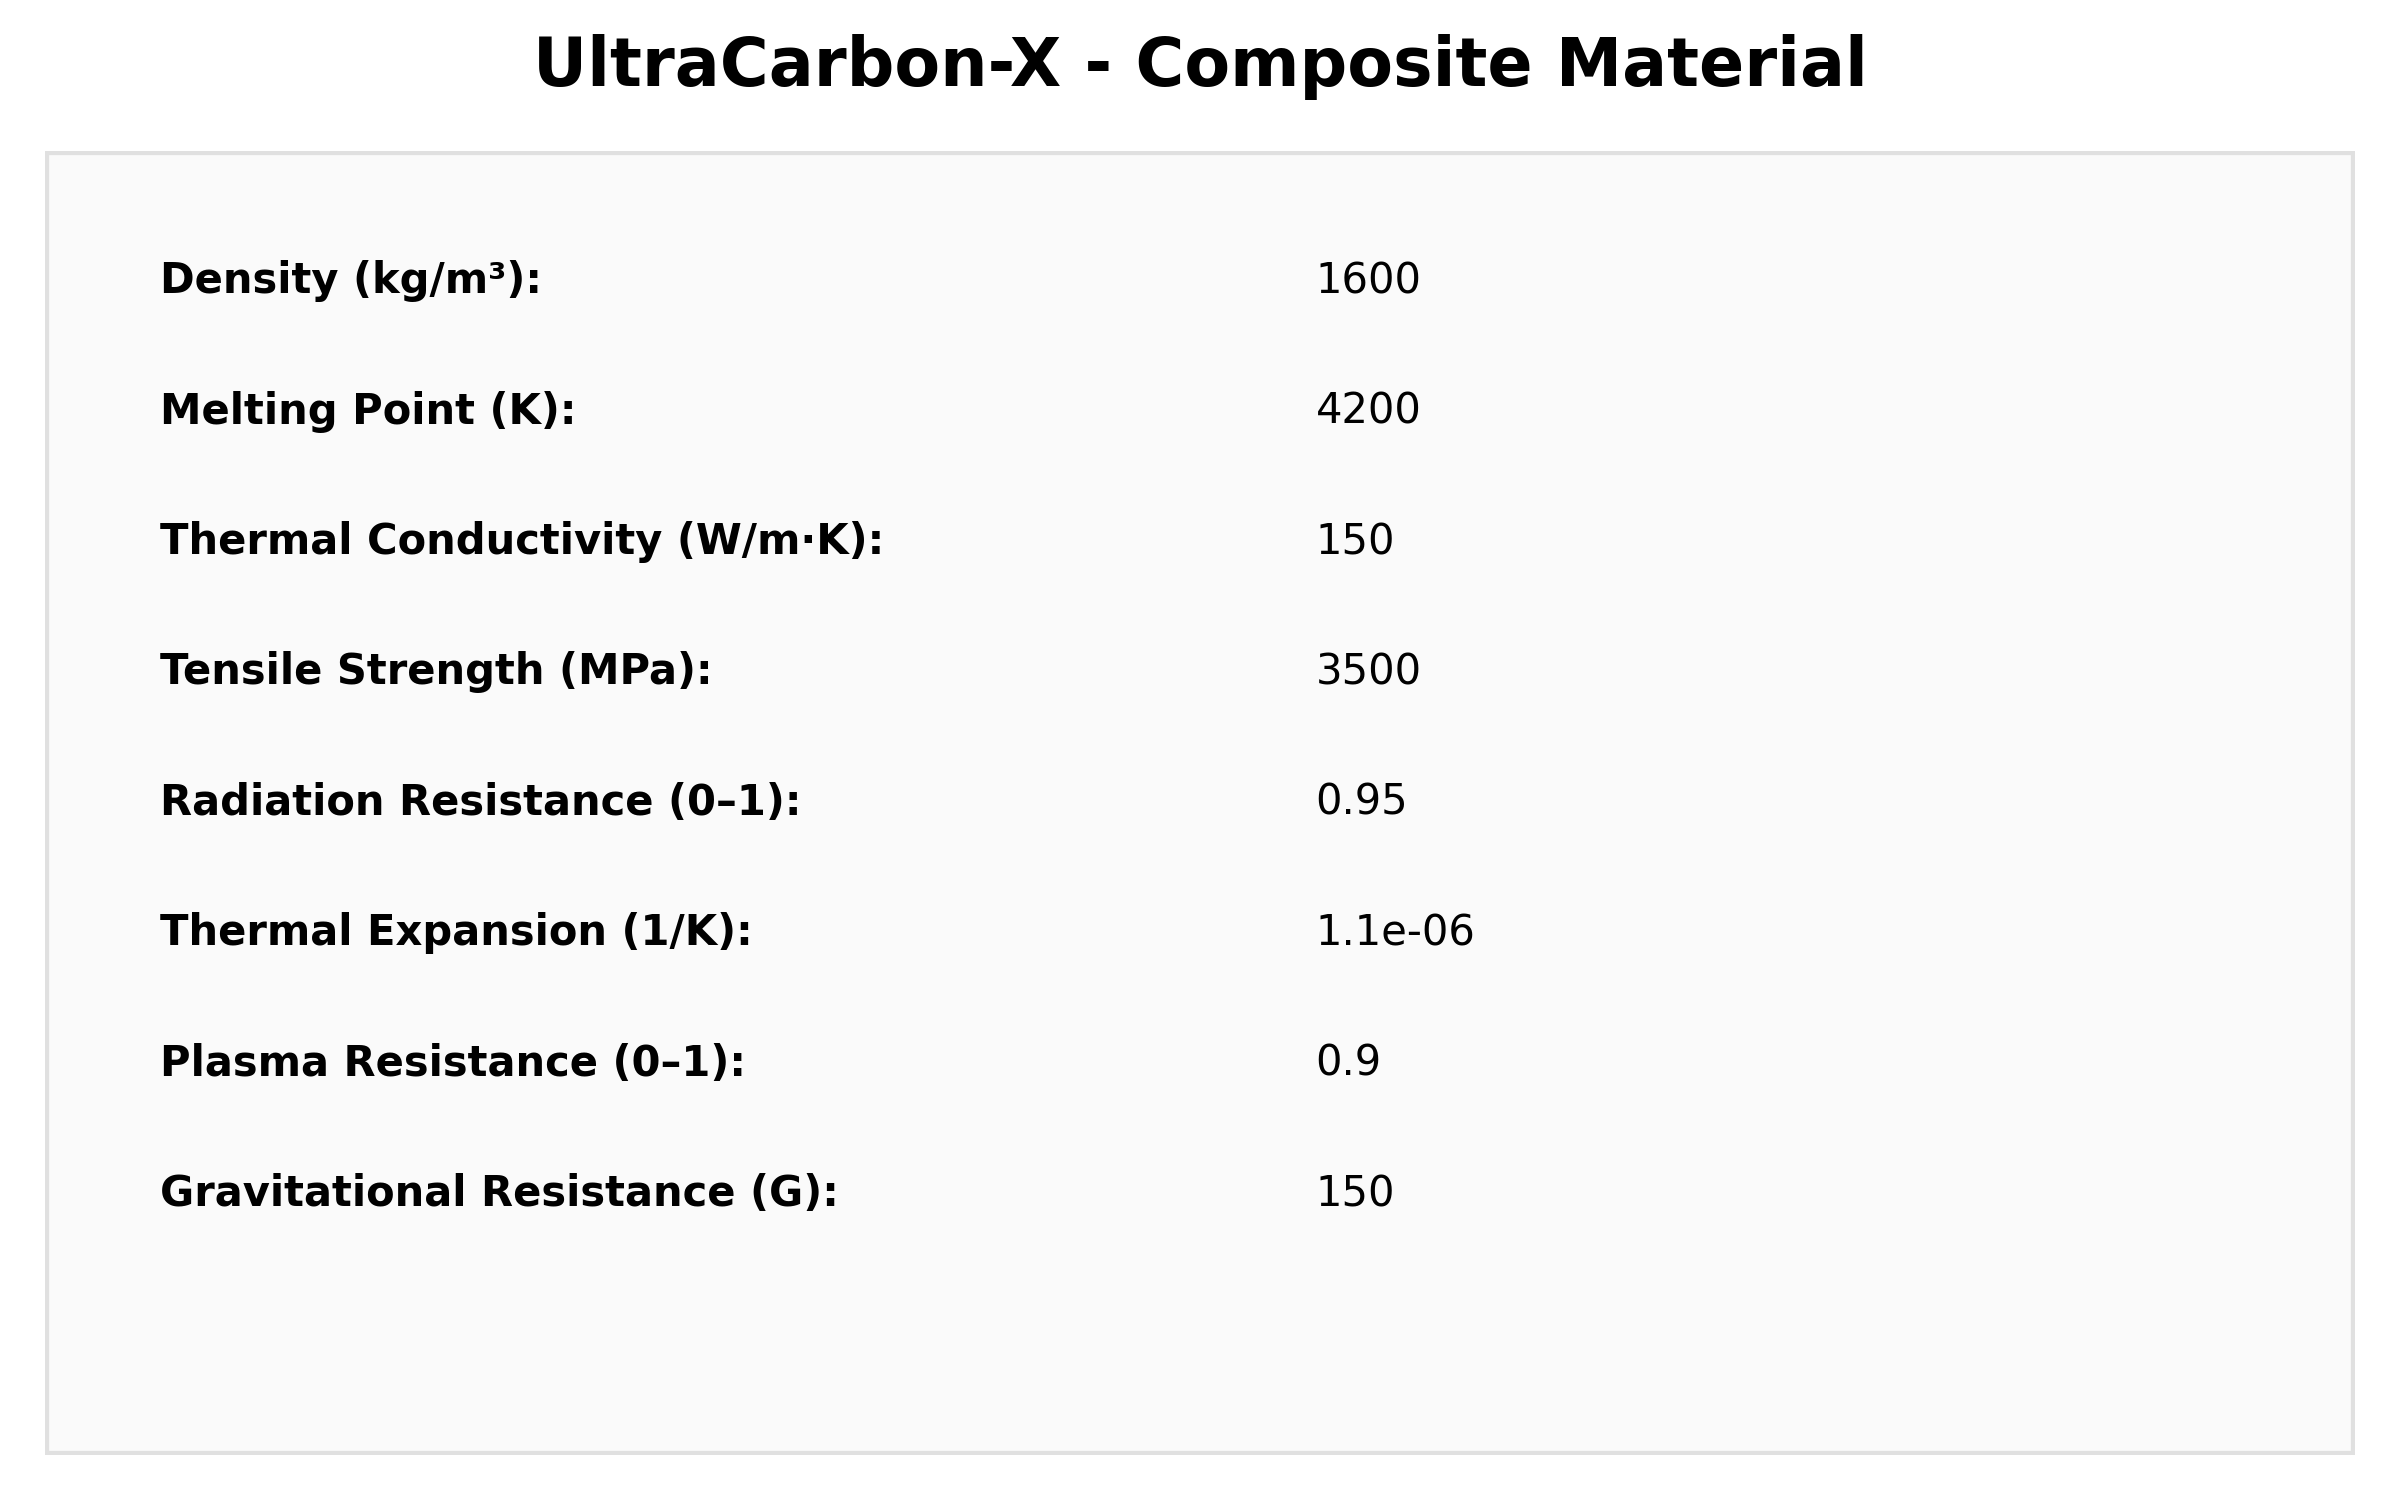 UltraCarbon-X - Composite Material
Density (kg/m³): 1600
Melting Point (K): 4200
Thermal Conductivity (W/m·K): 150
Tensile Strength (MPa): 3500
Radiation Resistance (0–1): 0.95
Thermal Expansion (1/K): 1.1e-06
Plasma Resistance (0–1): 0.9
Gravitational Resistance (G): 150